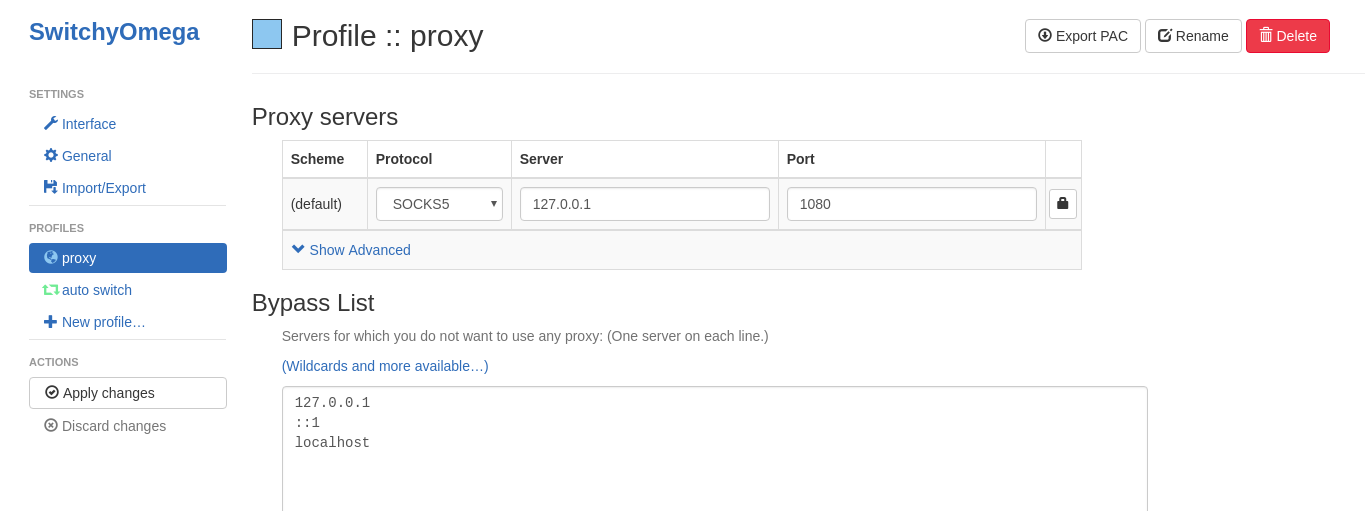 SwitchyOmega
SETTINGS
Interface
General
Import/Export
PROFILES
proxy
auto switch
New profile…
ACTIONS
Apply changes
Discard changes
Profile :: proxy
Export PAC
Rename
Delete
Proxy servers
Scheme Protocol Server Port
(default) SOCKS5 127.0.0.1 1080
Show Advanced
Bypass List
Servers for which you do not want to use any proxy: (One server on each line.)
(Wildcards and more available…)
127.0.0.1
::1
localhost